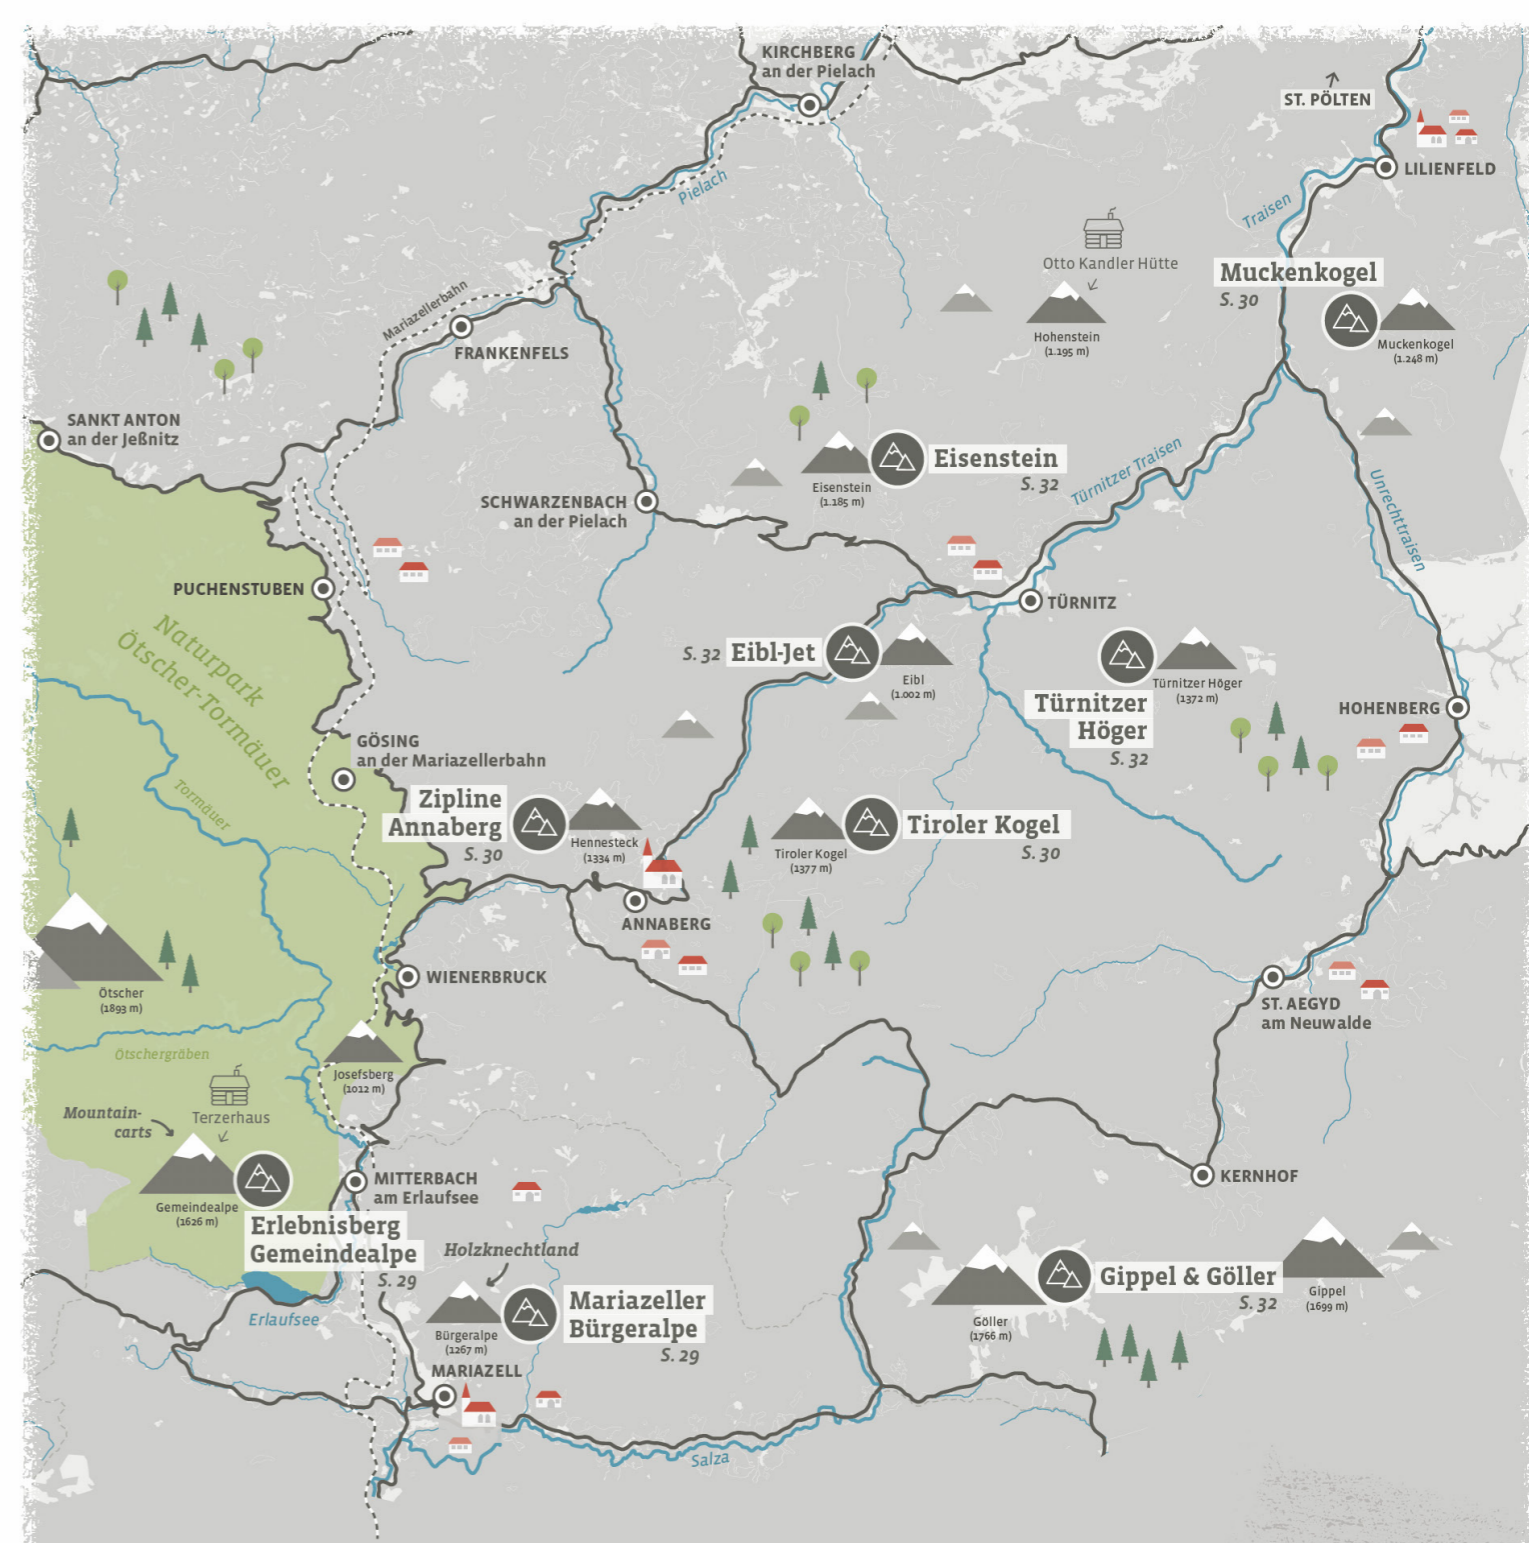 KIRCHBERG
an der Pielach
ST. PÖLTEN
LILIENFELD
Pielach
Traisen
Otto Kandler Hütte
Muckenkogel
S. 30
Hohenstein
(1.195 m)
Muckenkogel
(1.248 m)
Mariazellerbahn
FRANKENFELS
SANKT ANTON
an der Jeßnitz
Eisenstein
S. 32
Eisenstein
(1.185 m)
Türnitzer Traisen
Unrechttraisen
SCHWARZENBACH
an der Pielach
PUCHENSTUBEN
TÜRNITZ
Naturpark
Ötscher-Tormäuer
S. 32 Eibl-Jet
Eibl
(1.002 m)
Türnitzer Höger
(1372 m)
Türnitzer
Höger
S. 32
HOHENBERG
GÖSING
an der Mariazellerbahn
Tormäuer
Zipline
Annaberg
S. 30
Hennesteck
(1334 m)
Tiroler Kogel
(1377 m)
Tiroler Kogel
S. 30
ANNABERG
WIENERBRUCK
Ötscher
(1893 m)
ST. AEGYD
am Neuwalde
Ötschergräben
Josefsberg
(1012 m)
Terzerhaus
Mountain-
carts
MITTERBACH
am Erlaufsee
KERNHOF
Gemeindealpe
(1626 m)
Erlebnisberg
Gemeindealpe
S. 29
Holzknechtland
Erlaufsee
Bürgeralpe
(1267 m)
Mariazeller
Bürgeralpe
S. 29
Gippel & Göller
S. 32
Göller
(1766 m)
Gippel
(1699 m)
MARIAZELL
Salza